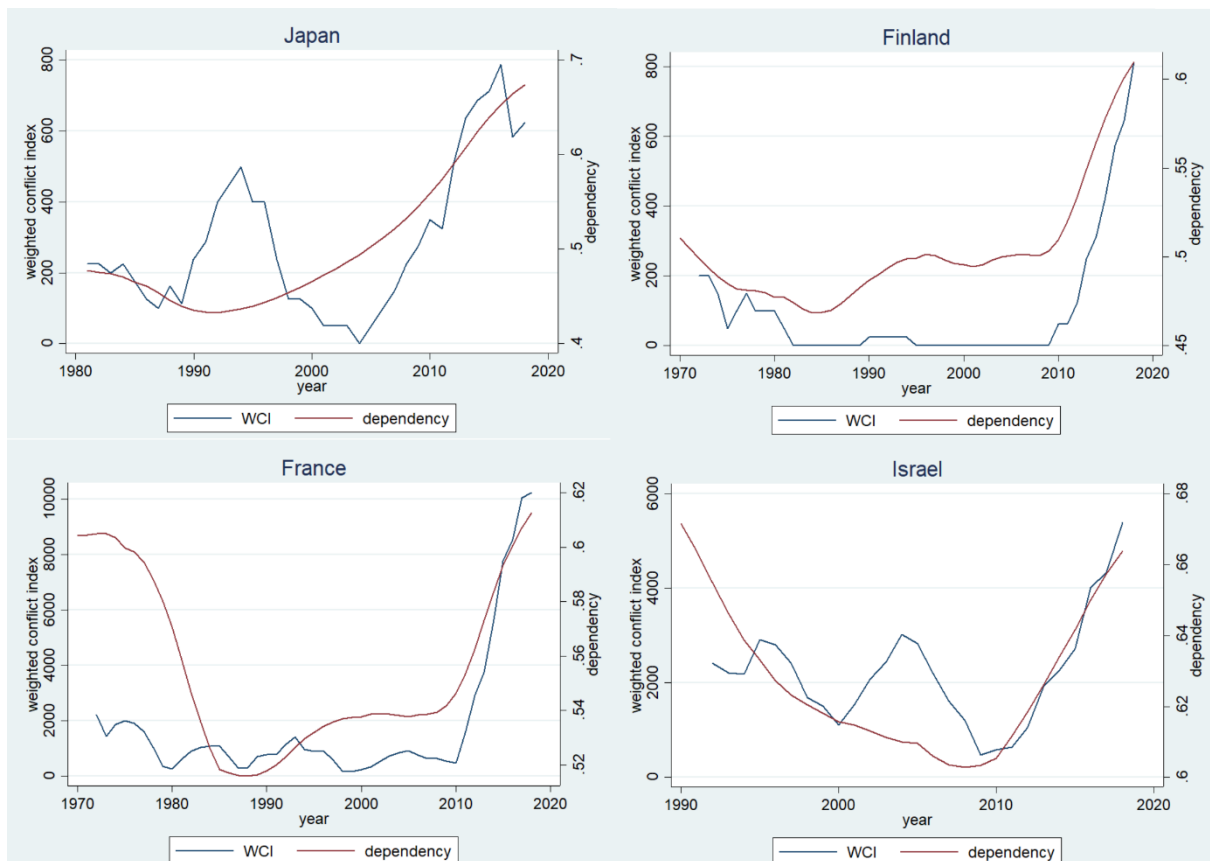 Japan
weighted conflict index
800
600
400
200
0
.7
.6
.5
.4
dependency
1980 1990 2000 2010 2020
year
WCI dependency
Finland
weighted conflict index
800
600
400
200
0
.6
.55
.5
.45
dependency
1970 1980 1990 2000 2010 2020
year
WCI dependency
France
weighted conflict index
10000
8000
6000
4000
2000
0
.62
.6
.58
.56
.54
.52
dependency
1970 1980 1990 2000 2010 2020
year
WCI dependency
Israel
weighted conflict index
6000
4000
2000
0
.68
.66
.64
.62
.6
dependency
1990 2000 2010 2020
year
WCI dependency